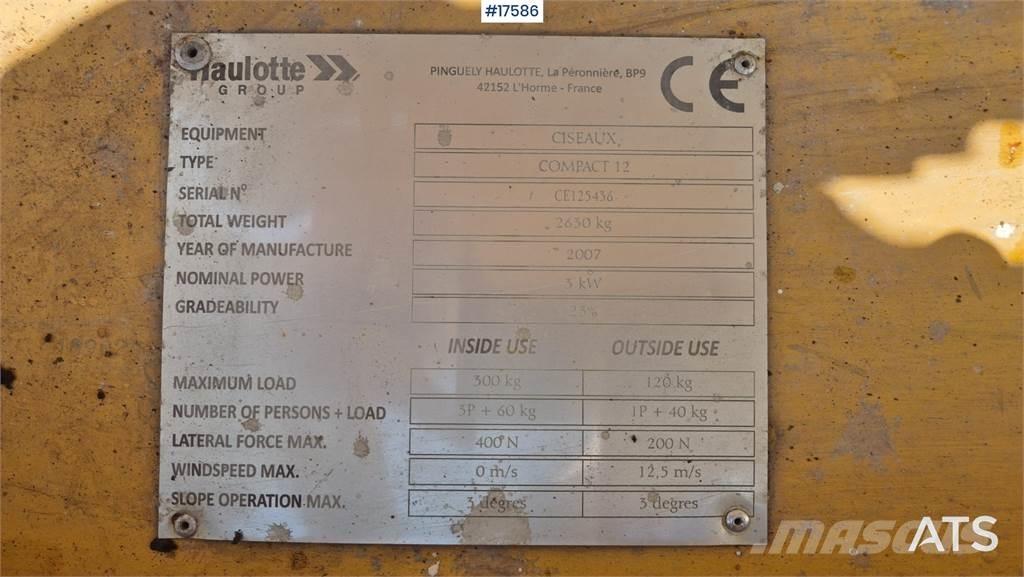 #17586
Haulotte
GROUP
PINGUELY HAULOTTE, La Péronnière, BP9
42152 L'Horme - France
CE
EQUIPMENT CISEAUX
TYPE COMPACT 12
SERIAL N° CE125436
TOTAL WEIGHT 2630 kg
YEAR OF MANUFACTURE 2007
NOMINAL POWER 3 kW
GRADEABILITY 23%
INSIDE USE OUTSIDE USE
MAXIMUM LOAD 300 kg 120 kg
NUMBER OF PERSONS + LOAD 3P + 60 kg 1P + 40 kg
LATERAL FORCE MAX. 400 N 200 N
WINDSPEED MAX. 0 m/s 12,5 m/s
SLOPE OPERATION MAX. 3 degres 3 degres
ATS